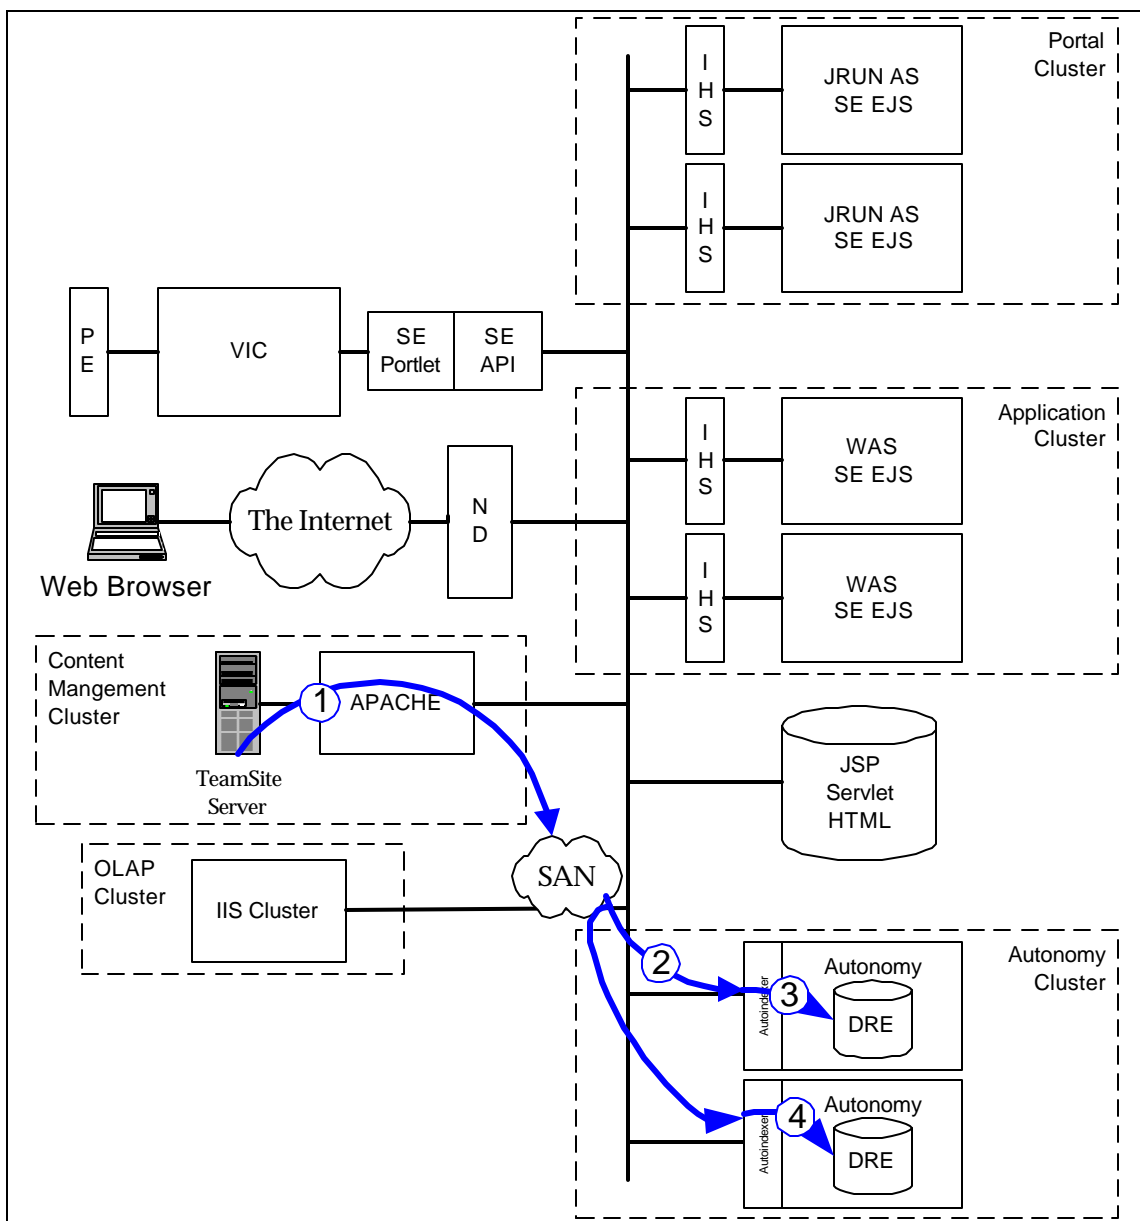 Portal
Cluster
I
H
S
JRUN AS
SE EJS
I
H
S
JRUN AS
SE EJS
P
E
VIC
SE
Portlet
SE
API
Application
Cluster
I
H
S
WAS
SE EJS
I
H
S
WAS
SE EJS
The Internet
N
D
Web Browser
Content
Mangement
Cluster
1
APACHE
TeamSite
Server
JSP
Servlet
HTML
OLAP
Cluster
IIS Cluster
SAN
Autonomy
Cluster
2
Autoindexer
3
Autonomy
DRE
Autoindexer
4
Autonomy
DRE